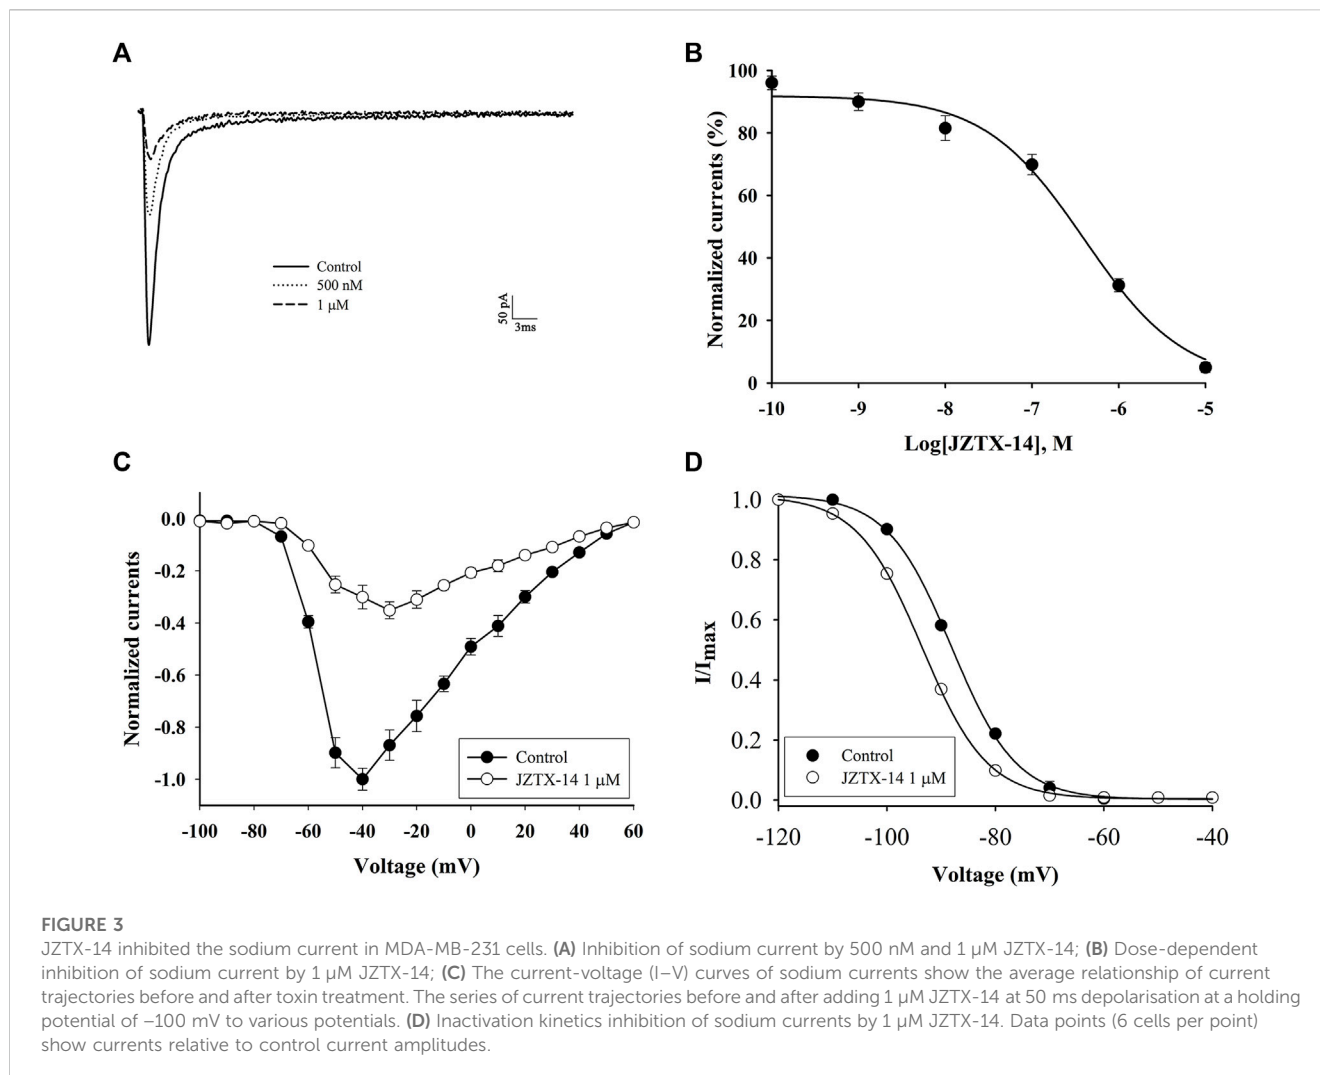 A
Control
500 nM
1 μM
50 pA
3ms
B
100
80
60
40
20
0
Normalized currents (%)
-10 -9 -8 -7 -6 -5
Log[JZTX-14], M
C
0.0
-0.2
-0.4
-0.6
-0.8
-1.0
Normalized currents
Control
JZTX-14 1 μM
-100 -80 -60 -40 -20 0 20 40 60
Voltage (mV)
D
1.0
0.8
0.6
0.4
0.2
0.0
I/Imax
Control
JZTX-14 1 μM
-120 -100 -80 -60 -40
Voltage (mV)
FIGURE 3
JZTX-14 inhibited the sodium current in MDA-MB-231 cells. (A) Inhibition of sodium current by 500 nM and 1 μM JZTX-14; (B) Dose-dependent
inhibition of sodium current by 1 μM JZTX-14; (C) The current-voltage (I–V) curves of sodium currents show the average relationship of current
trajectories before and after toxin treatment. The series of current trajectories before and after adding 1 μM JZTX-14 at 50 ms depolarisation at a holding
potential of –100 mV to various potentials. (D) Inactivation kinetics inhibition of sodium currents by 1 μM JZTX-14. Data points (6 cells per point)
show currents relative to control current amplitudes.